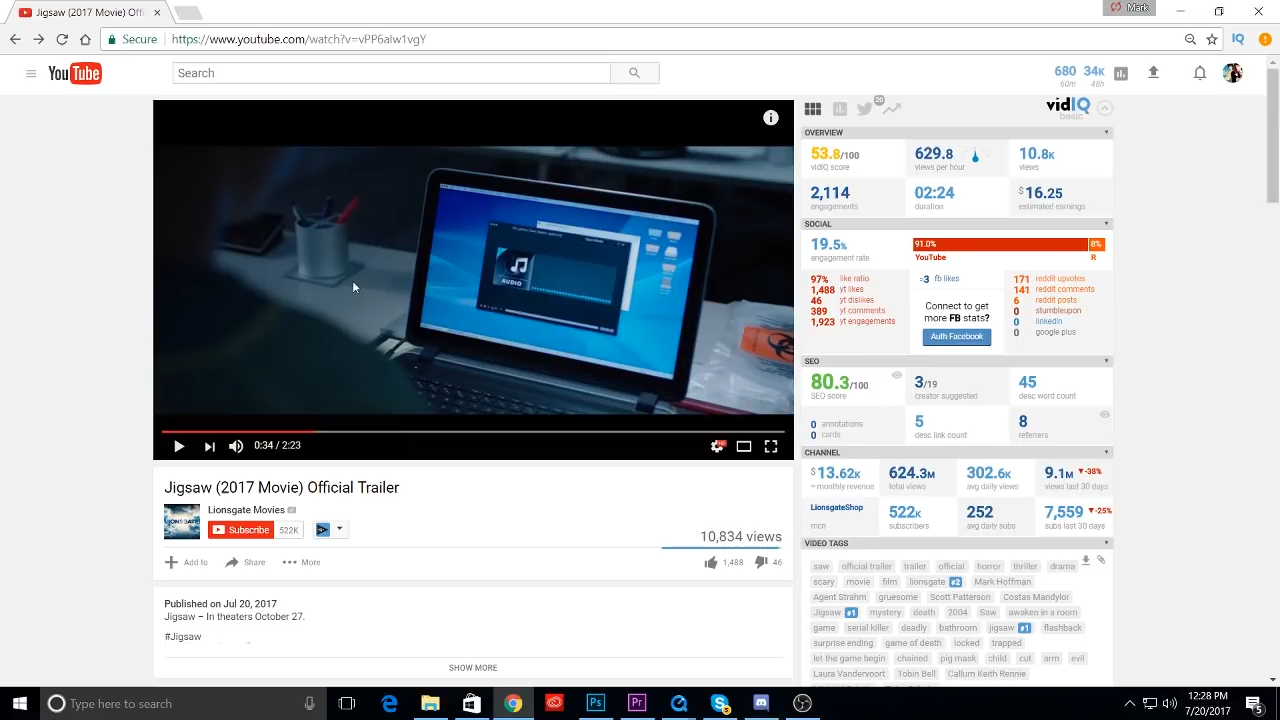 Jigsaw (2017 Movie) Offi
Mark
Secure https://www.youtube.com/watch?v=vPP6aIw1vgY
IQ
YouTube
Search
680 34K
60m 48h
20
vidIQ
basic
OVERVIEW
53.8/100 629.8 10.8K
vidIQ score views per hour views
2,114 02:24 $16.25
engagements duration estimated earnings
SOCIAL
19.5% 91.0% 8%
engagement rate YouTube R
97% like ratio
1,488 yt likes
46 yt dislikes
389 yt comments
1,923 yt engagements
≈3 fb likes
Connect to get
more FB stats?
Auth Facebook
171 reddit upvotes
141 reddit comments
6 reddit posts
0 stumbleupon
0 linkedin
0 google plus
SEO
80.3/100 3/19 45
SEO score creator suggested desc word count
0 annotations
0 cards
5 8
desc link count referrers
CHANNEL
$13.62K 624.3M 302.6K 9.1M -38%
≈ monthly revenue total views avg daily views views last 30 days
LionsgateShop 522K 252 7,559 -25%
mcn subscribers avg daily subs subs last 30 days
VIDEO TAGS
saw official trailer trailer official horror thriller drama
scary movie film lionsgate #2 Mark Hoffman
Agent Strahm gruesome Scott Patterson Costas Mandylor
Jigsaw #1 mystery death 2004 Saw awaken in a room
game serial killer deadly bathroom jigsaw #1 flashback
surprise ending game of death locked trapped
let the game begin chained pig mask child cut arm evil
Laura Vandervoort Tobin Bell Callum Keith Rennie
AUDIO
0:34 / 2:23
HD
Jigsaw (2017 Movie) Official Trailer
LIONSGATE
Lionsgate Movies
Subscribe 522K
10,834 views
Add to Share More 1,488 46
Published on Jul 20, 2017
Jigsaw – In theaters October 27.
#Jigsaw
SHOW MORE
Type here to search
Ps
Pr
12:28 PM
7/20/2017
5